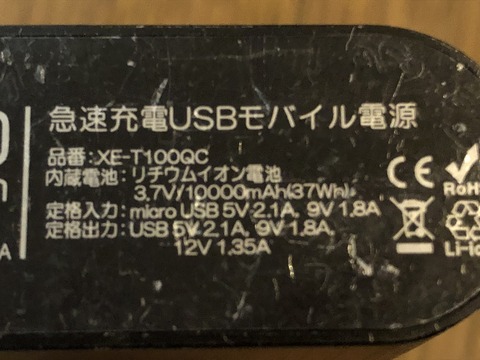 急速充電USBモバイル電源
品番: XE-T100QC
内蔵電池: リチウムイオン電池
3.7V/10000mAh(37Wh)
定格入力: micro USB 5V 2.1A, 9V 1.8A
定格出力: USB 5V 2.1A, 9V 1.8A,
12V 1.35A
CE
RoHS
Li-io
A